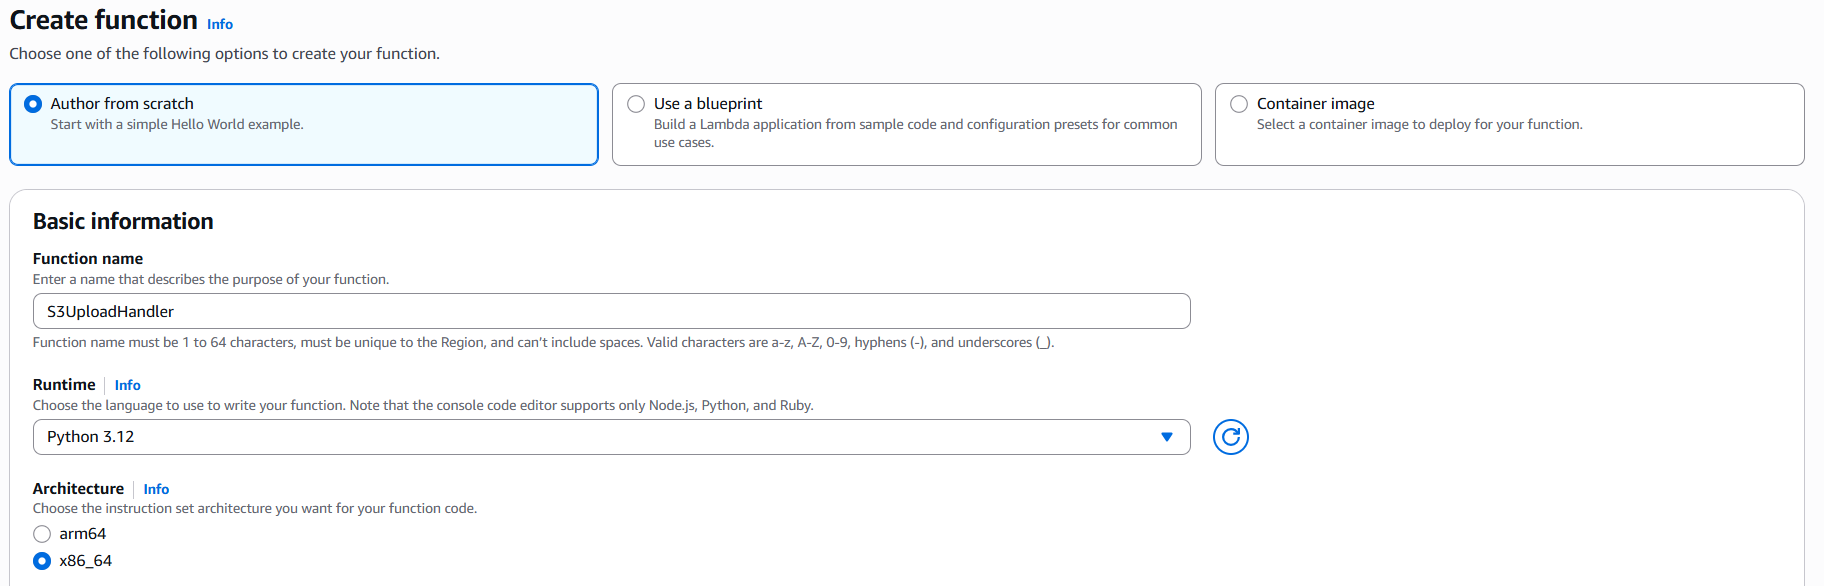 Create function Info
Choose one of the following options to create your function.
Author from scratch
Start with a simple Hello World example.
Use a blueprint
Build a Lambda application from sample code and configuration presets for common
use cases.
Container image
Select a container image to deploy for your function.
Basic information
Function name
Enter a name that describes the purpose of your function.
S3UploadHandler
Function name must be 1 to 64 characters, must be unique to the Region, and can’t include spaces. Valid characters are a-z, A-Z, 0-9, hyphens (-), and underscores (_).
Runtime Info
Choose the language to use to write your function. Note that the console code editor supports only Node.js, Python, and Ruby.
Python 3.12
Architecture Info
Choose the instruction set architecture you want for your function code.
arm64
x86_64